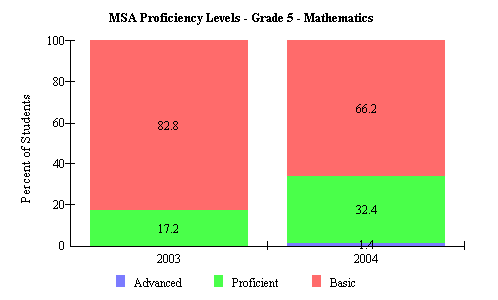 MSA Proficiency Levels - Grade 5 - Mathematics
Percent of Students
100
80
60
40
20
0
82.8
17.2
66.2
32.4
1.4
2003
2004
Advanced
Proficient
Basic